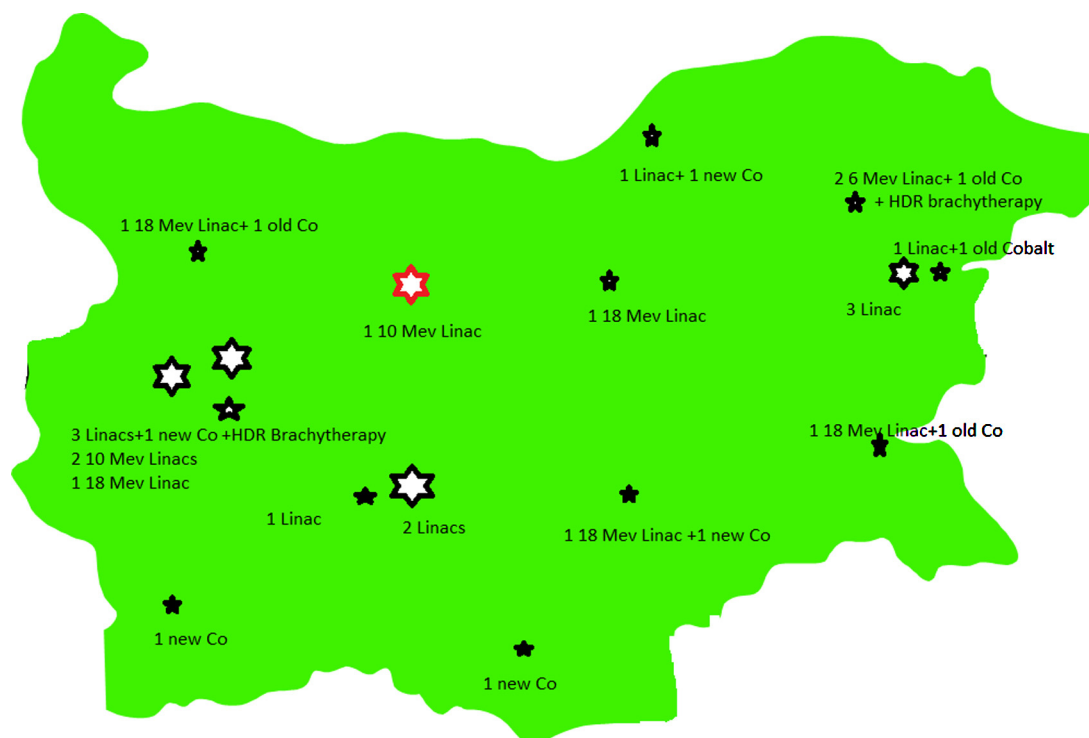 1 Linac+ 1 new Co
2 6 Mev Linac+ 1 old Co
+ HDR brachytherapy
1 18 Mev Linac+ 1 old Co
1 Linac+1 old Cobalt
3 Linac
1 18 Mev Linac
1 10 Mev Linac
3 Linacs+1 new Co +HDR Brachytherapy
2 10 Mev Linacs
1 18 Mev Linac
1 18 Mev Linac+1 old Co
1 Linac
2 Linacs
1 18 Mev Linac +1 new Co
1 new Co
1 new Co